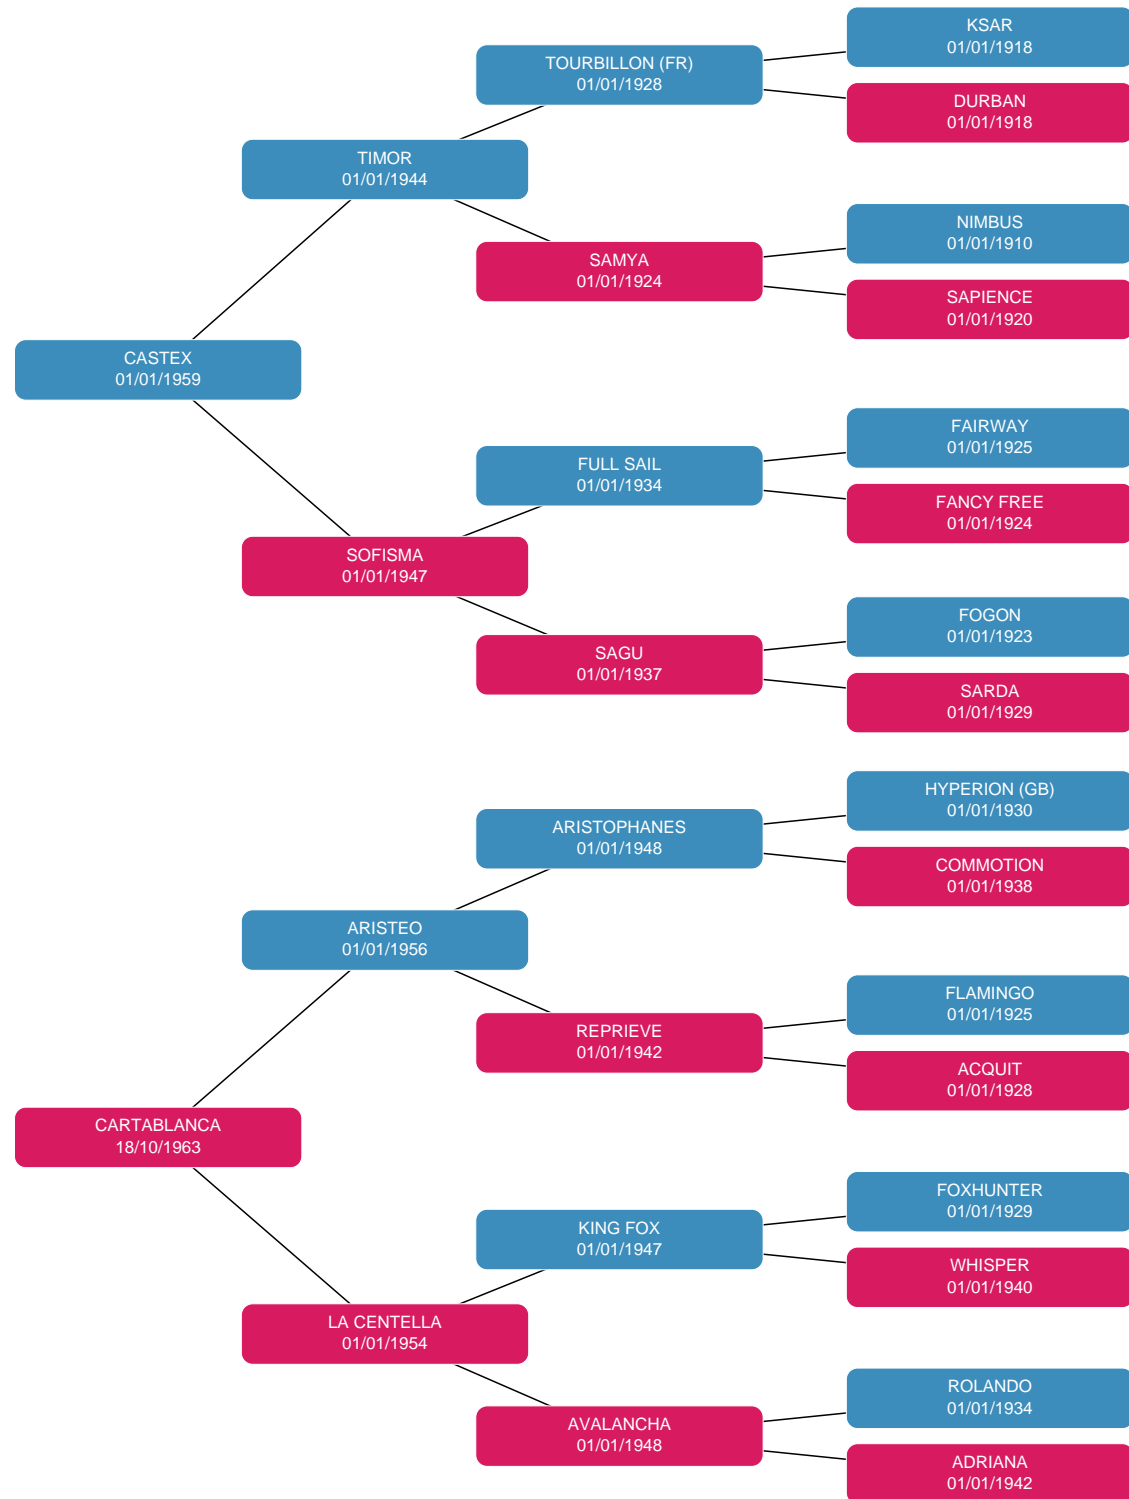 KSAR
01/01/1918
TOURBILLON (FR)
01/01/1928
DURBAN
01/01/1918
TIMOR
01/01/1944
NIMBUS
01/01/1910
SAMYA
01/01/1924
SAPIENCE
01/01/1920
CASTEX
01/01/1959
FAIRWAY
01/01/1925
FULL SAIL
01/01/1934
FANCY FREE
01/01/1924
SOFISMA
01/01/1947
FOGON
01/01/1923
SAGU
01/01/1937
SARDA
01/01/1929
HYPERION (GB)
01/01/1930
ARISTOPHANES
01/01/1948
COMMOTION
01/01/1938
ARISTEO
01/01/1956
FLAMINGO
01/01/1925
REPRIEVE
01/01/1942
ACQUIT
01/01/1928
CARTABLANCA
18/10/1963
FOXHUNTER
01/01/1929
KING FOX
01/01/1947
WHISPER
01/01/1940
LA CENTELLA
01/01/1954
ROLANDO
01/01/1934
AVALANCHA
01/01/1948
ADRIANA
01/01/1942